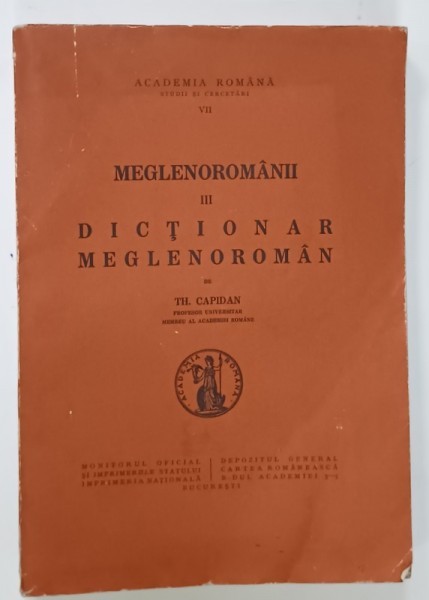 ACADEMIA ROMÂNĂ
STUDII ȘI CERCETĂRI
VII
MEGLENOROMÂNII
III
DICȚIONAR
MEGLENOROMÂN
DE
TH. CAPIDAN
PROFESOR UNIVERSITAR
MEMBRU AL ACADEMIEI ROMÂNE
ACADEMIA ROMANA
MONITORUL OFICIAL
ȘI IMPRIMERIILE STATULUI
IMPRIMERIA NAȚIONALĂ
DEPOZITUL GENERAL
CARTEA ROMÂNEASCĂ
B-DUL ACADEMIEI 3-5
BUCUREȘTI